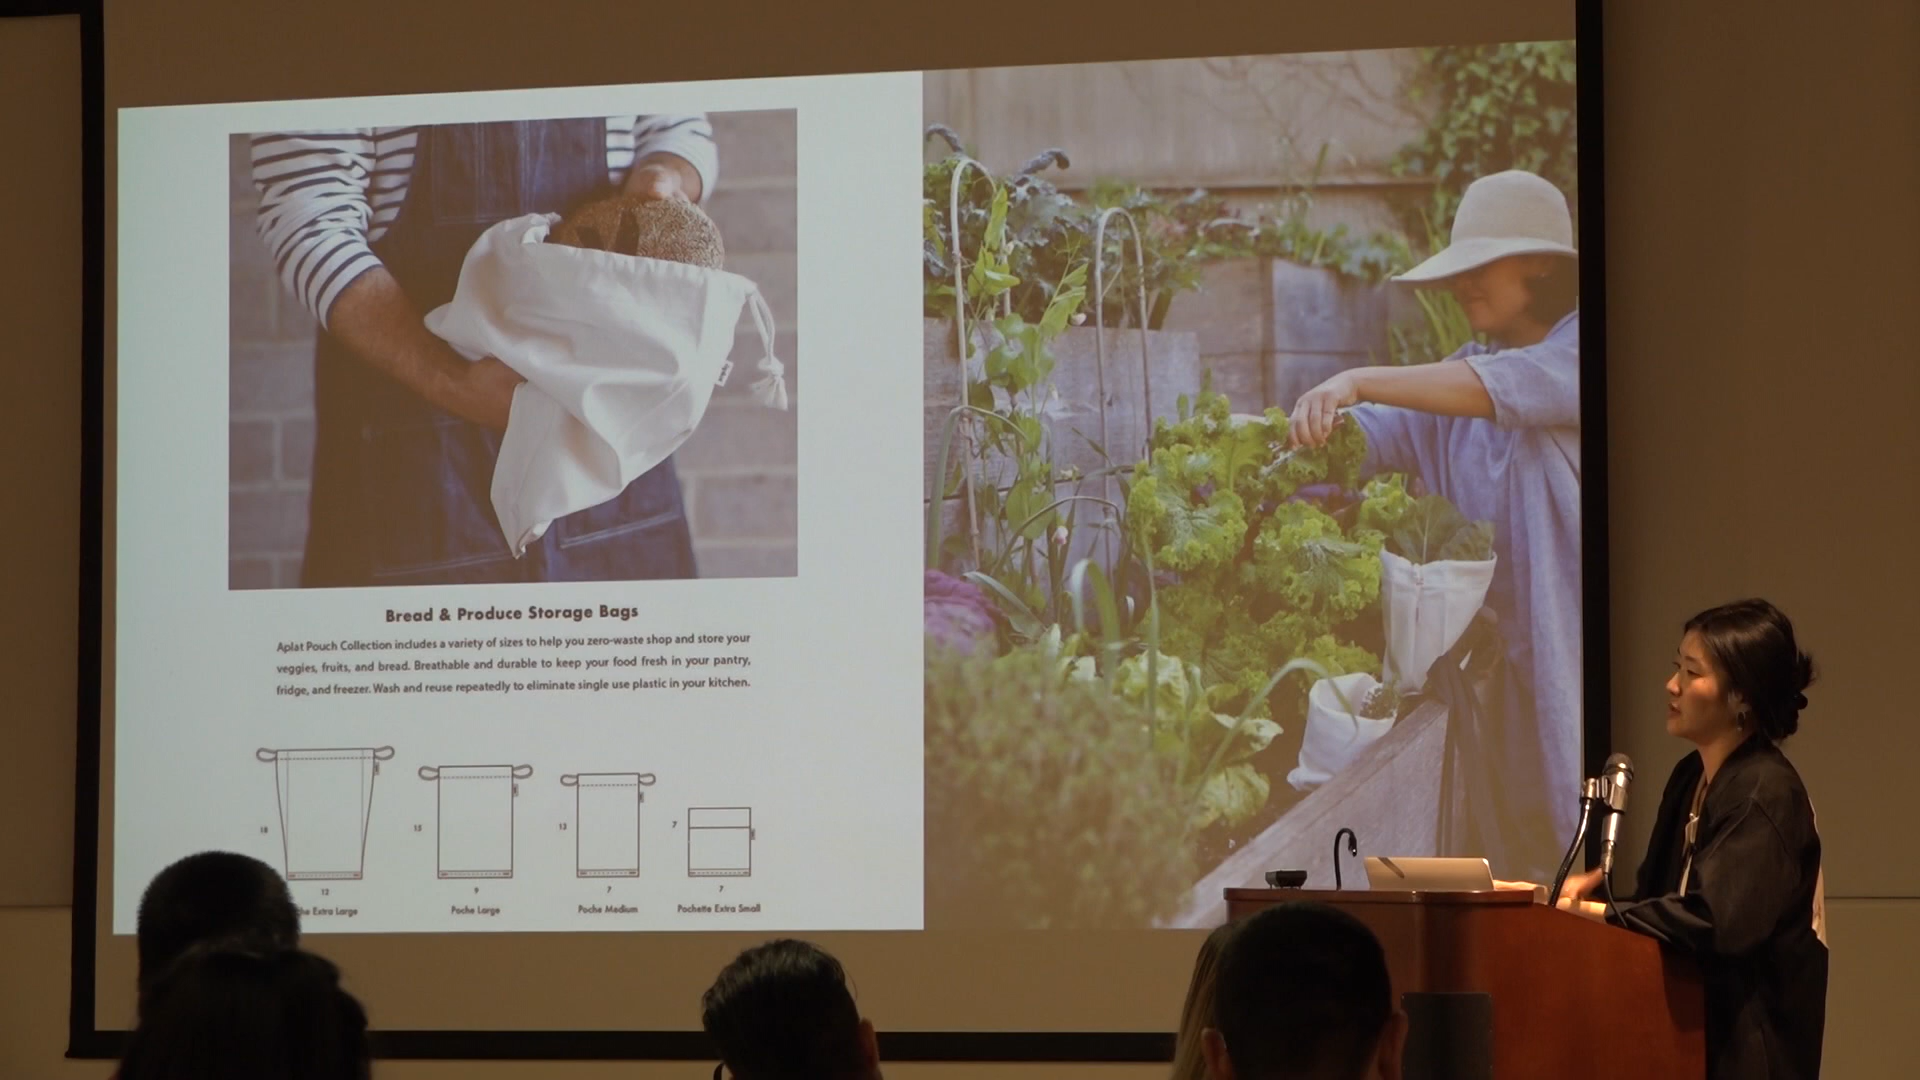 Bread & Produce Storage Bags
Aplat Pouch Collection includes a variety of sizes to help you zero-waste shop and store your
veggies, fruits, and bread. Breathable and durable to keep your food fresh in your pantry,
fridge, and freezer. Wash and reuse repeatedly to eliminate single use plastic in your kitchen.
18
15
13
7
12
9
7
7
Extra Large
Poche Large
Poche Medium
Pochette Extra Small